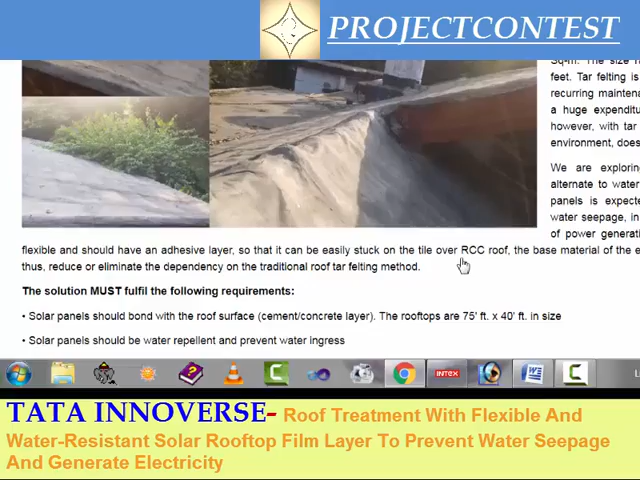 PROJECTCONTEST
Sq-m. The size
feet. Tar felting is
recurring maintena
a huge expenditu
however, with tar
environment, does
We are explorin
alternate to water
panels is expecte
water seepage, in
of power generati
flexible and should have an adhesive layer, so that it can be easily stuck on the tile over RCC roof, the base material of the e
thus, reduce or eliminate the dependency on the traditional roof tar felting method.
The solution MUST fulfil the following requirements:
• Solar panels should bond with the roof surface (cement/concrete layer). The rooftops are 75' ft. x 40' ft. in size
• Solar panels should be water repellent and prevent water ingress
INTEX
TATA INNOVERSE- Roof Treatment With Flexible And
Water-Resistant Solar Rooftop Film Layer To Prevent Water Seepage
And Generate Electricity